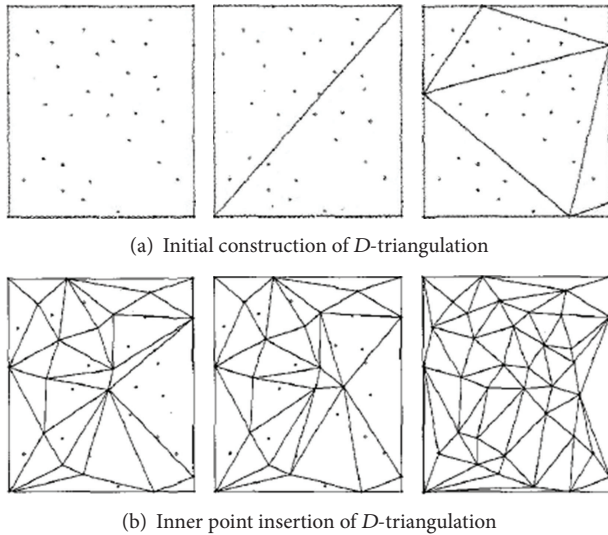 (a) Initial construction of D-triangulation
(b) Inner point insertion of D-triangulation